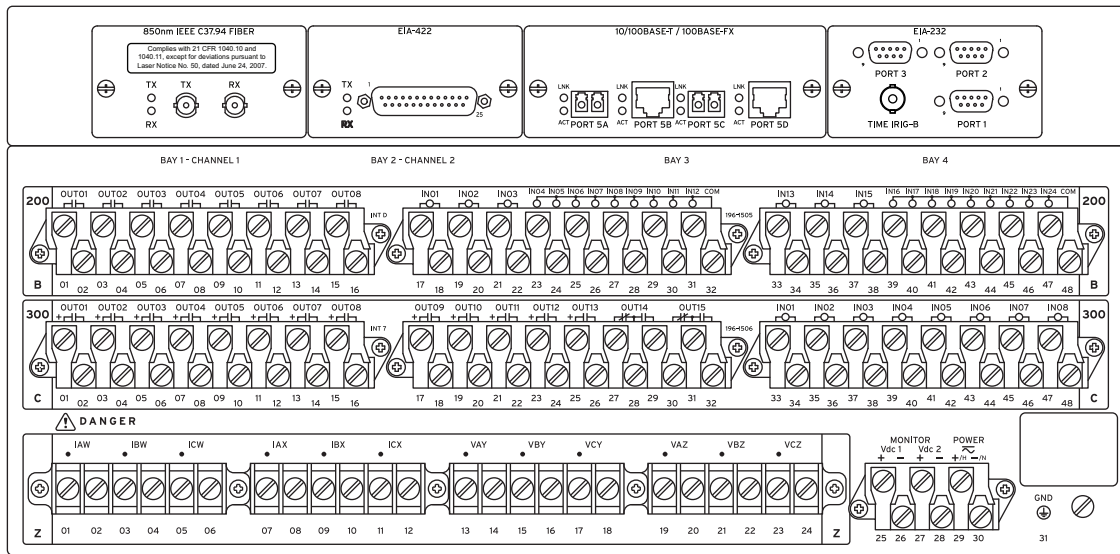 850nm IEEE C37.94 FIBER
Complies with 21 CFR 1040.10 and
1040.11, except for deviations pursuant to
Laser Notice No. 50, dated June 24, 2007.
TX TX RX
RX
EIA-422
TX 1
RX 25
10/100BASE-T / 100BASE-FX
LNK LNK LNK LNK
ACT PORT 5A ACT PORT 5B ACT PORT 5C ACT PORT 5D
EIA-232
1 1
9 9
PORT 3 PORT 2
1
9
TIME IRIG-B PORT 1
BAY 1 - CHANNEL 1 BAY 2 - CHANNEL 2 BAY 3 BAY 4
200 OUT01 OUT02 OUT03 OUT04 OUT05 OUT06 OUT07 OUT08 IN01 IN02 IN03 IN04 IN05 IN06 IN07 IN08 IN09 IN10 IN11 IN12 COM IN13 IN14 IN15 IN16 IN17 IN18 IN19 IN20 IN21 IN22 IN23 IN24 COM 200
INT D 196-1505
B 01 02 03 04 05 06 07 08 09 10 11 12 13 14 15 16 17 18 19 20 21 22 23 24 25 26 27 28 29 30 31 32 33 34 35 36 37 38 39 40 41 42 43 44 45 46 47 48 B
300 OUT01 OUT02 OUT03 OUT04 OUT05 OUT06 OUT07 OUT08 OUT09 OUT10 OUT11 OUT12 OUT13 OUT14 OUT15 IN01 IN02 IN03 IN04 IN05 IN06 IN07 IN08 300
+ + + + + + + + + + + + + + +
INT 7 196-1506
C 01 02 03 04 05 06 07 08 09 10 11 12 13 14 15 16 17 18 19 20 21 22 23 24 25 26 27 28 29 30 31 32 33 34 35 36 37 38 39 40 41 42 43 44 45 46 47 48 C
DANGER
IAW IBW ICW IAX IBX ICX VAY VBY VCY VAZ VBZ VCZ
Z 01 02 03 04 05 06 07 08 09 10 11 12 13 14 15 16 17 18 19 20 21 22 23 24 Z
MONITOR POWER
Vdc 1 Vdc 2
+ − + − +/H −/N
25 26 27 28 29 30
GND
31